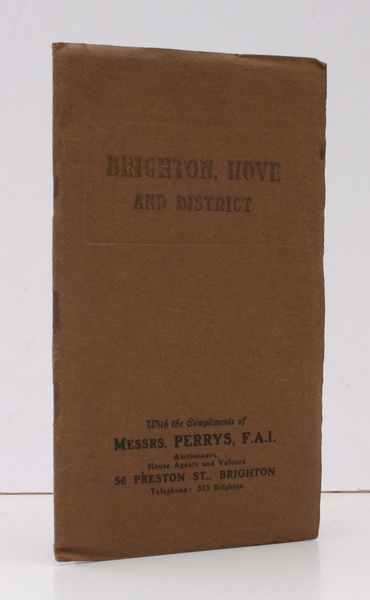 BRIGHTON, HOVE
AND DISTRICT
With the Compliments of
MESSRS. PERRYS, F.A.I.
Auctioneers,
House Agents and Valuers
56 PRESTON ST., BRIGHTON
Telephone: 315 Brighton